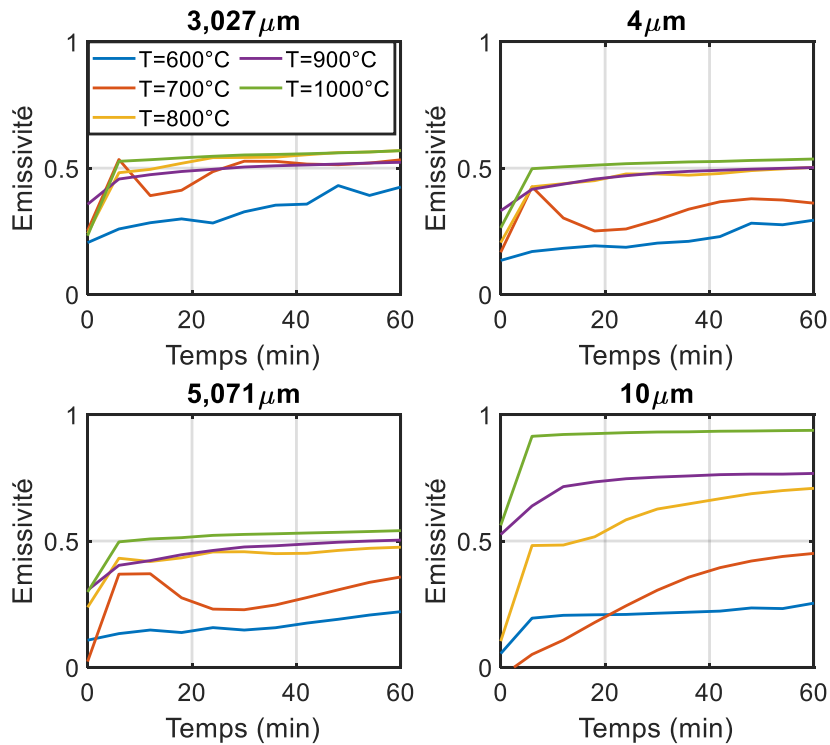 3,027μm
1
0.5
0
Emissivité
T=600°C
T=700°C
T=800°C
T=900°C
T=1000°C
0
20
40
60
Temps (min)
4μm
1
0.5
0
Emissivité
0
20
40
60
Temps (min)
5,071μm
1
0.5
0
Emissivité
0
20
40
60
Temps (min)
10μm
1
0.5
0
Emissivité
0
20
40
60
Temps (min)